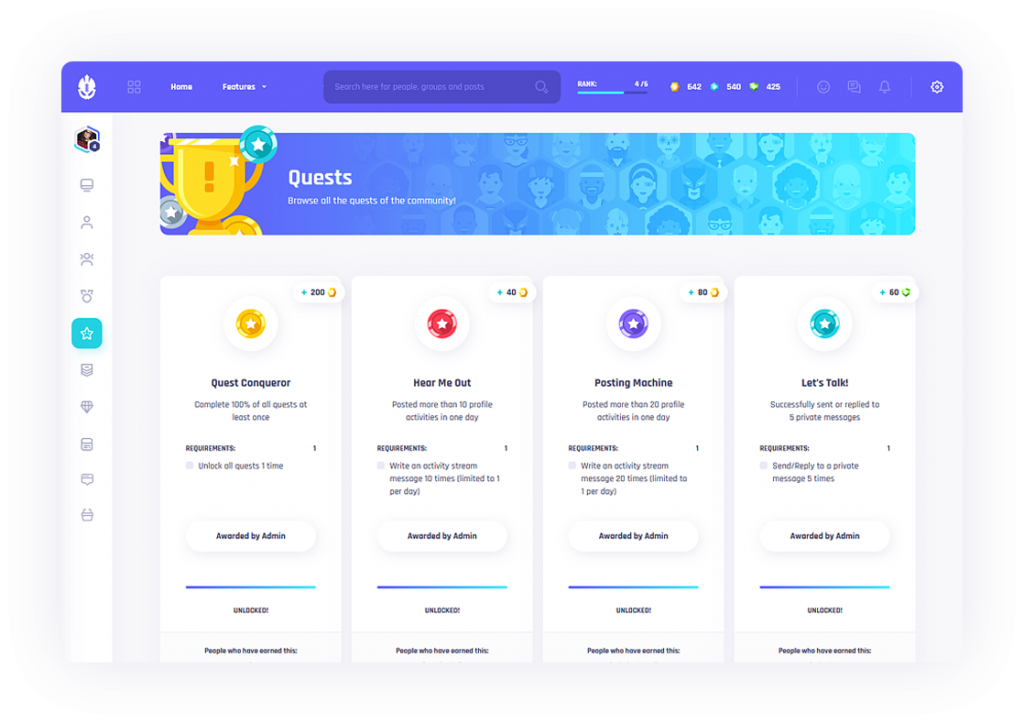 Home
Features
Search here for people, groups and posts
RANK: 4 /5
642
540
425
4
Quests
Browse all the quests of the community!
+ 200
Quest Conqueror
Complete 100% of all quests at
least once
REQUIREMENTS: 1
Unlock all quests 1 time
Awarded by Admin
UNLOCKED!
People who have earned this:
+ 40
Hear Me Out
Posted more than 10 profile
activities in one day
REQUIREMENTS: 1
Write an activity stream
message 10 times (limited to 1
per day)
Awarded by Admin
UNLOCKED!
People who have earned this:
+ 80
Posting Machine
Posted more than 20 profile
activities in one day
REQUIREMENTS: 1
Write an activity stream
message 20 times (limited to
1 per day)
Awarded by Admin
UNLOCKED!
People who have earned this:
+ 60
Let's Talk!
Successfully sent or replied to
5 private messages
REQUIREMENTS: 1
Send/Reply to a private
message 5 times
Awarded by Admin
UNLOCKED!
People who have earned this: